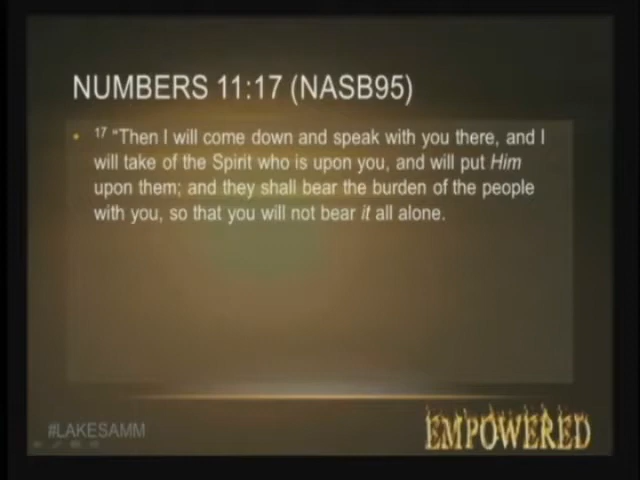 NUMBERS 11:17 (NASB95)
• 17 "Then I will come down and speak with you there, and I
will take of the Spirit who is upon you, and will put Him
upon them; and they shall bear the burden of the people
with you, so that you will not bear it all alone.
#LAKESAMM
EMPOWERED